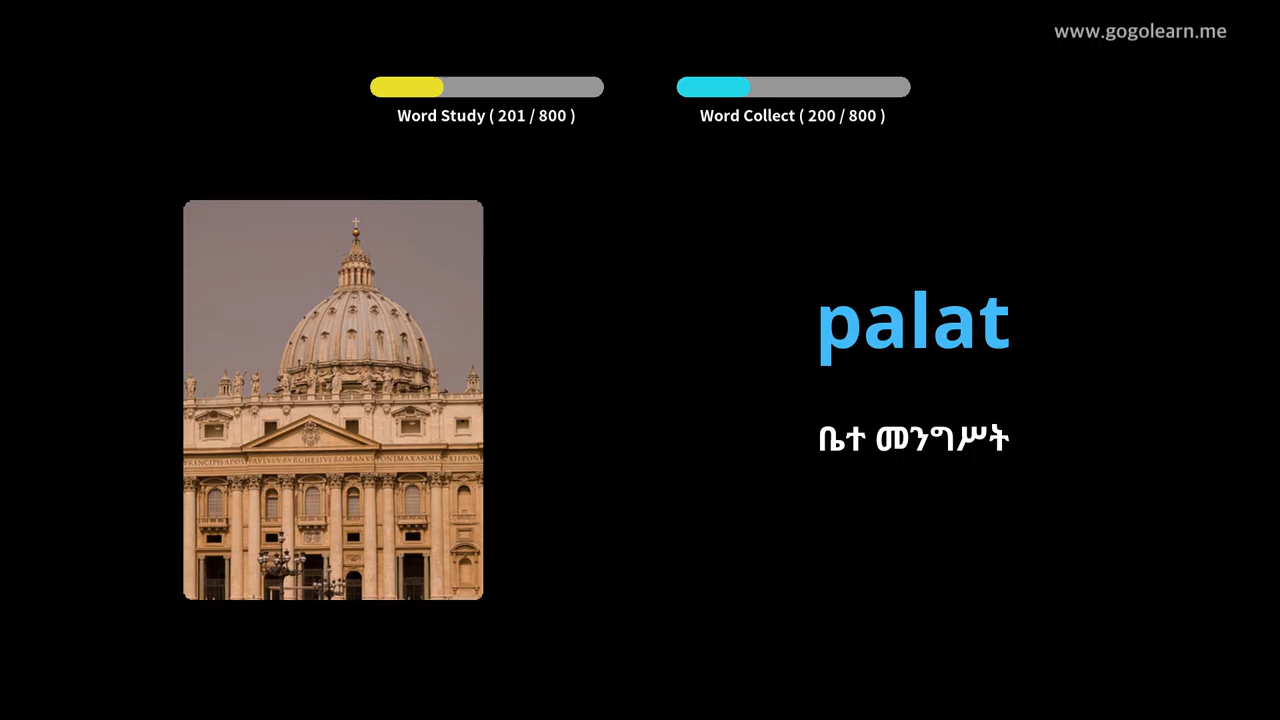 www.gogolearn.me
Word Study ( 201 / 800 )
Word Collect ( 200 / 800 )
palat
ቤተ መንግሥት